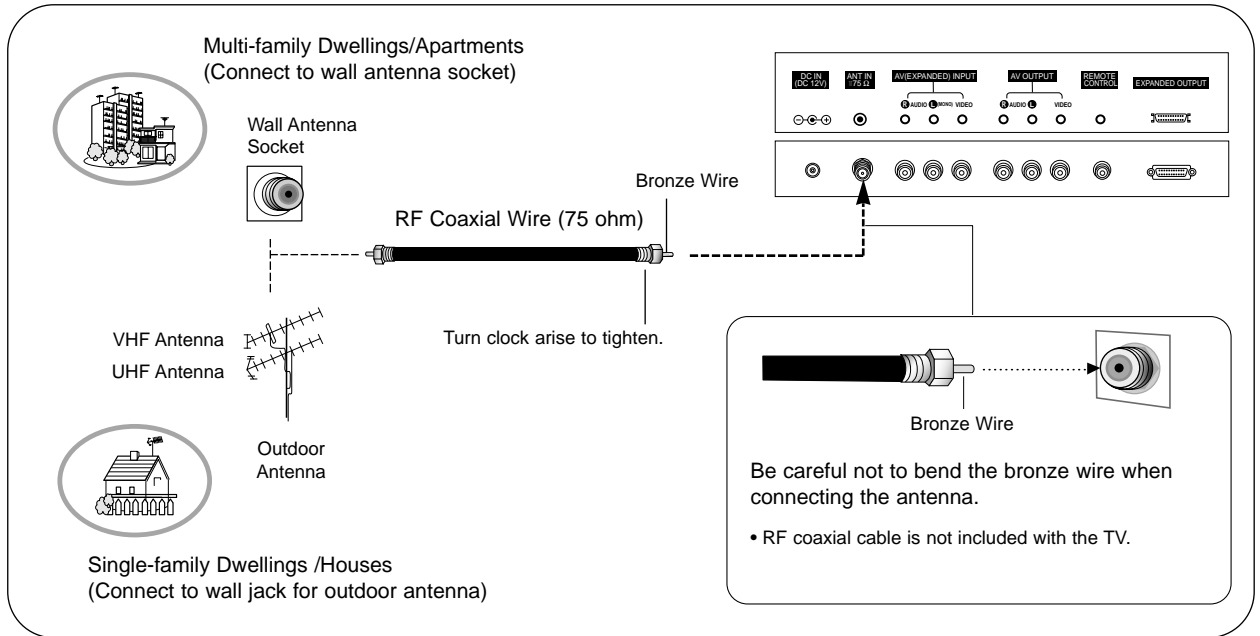 Multi-family Dwellings/Apartments
(Connect to wall antenna socket)
Wall Antenna
Socket
RF Coaxial Wire (75 ohm)
Bronze Wire
Turn clock arise to tighten.
VHF Antenna
UHF Antenna
Outdoor
Antenna
Single-family Dwellings /Houses
(Connect to wall jack for outdoor antenna)
DC IN
(DC 12V)
ANT IN
75 Ω
AV(EXPANDED) INPUT
AV OUTPUT
REMOTE
CONTROL
EXPANDED OUTPUT
R AUDIO L (MONO) VIDEO
R AUDIO L VIDEO
Bronze Wire
Be careful not to bend the bronze wire when
connecting the antenna.
• RF coaxial cable is not included with the TV.